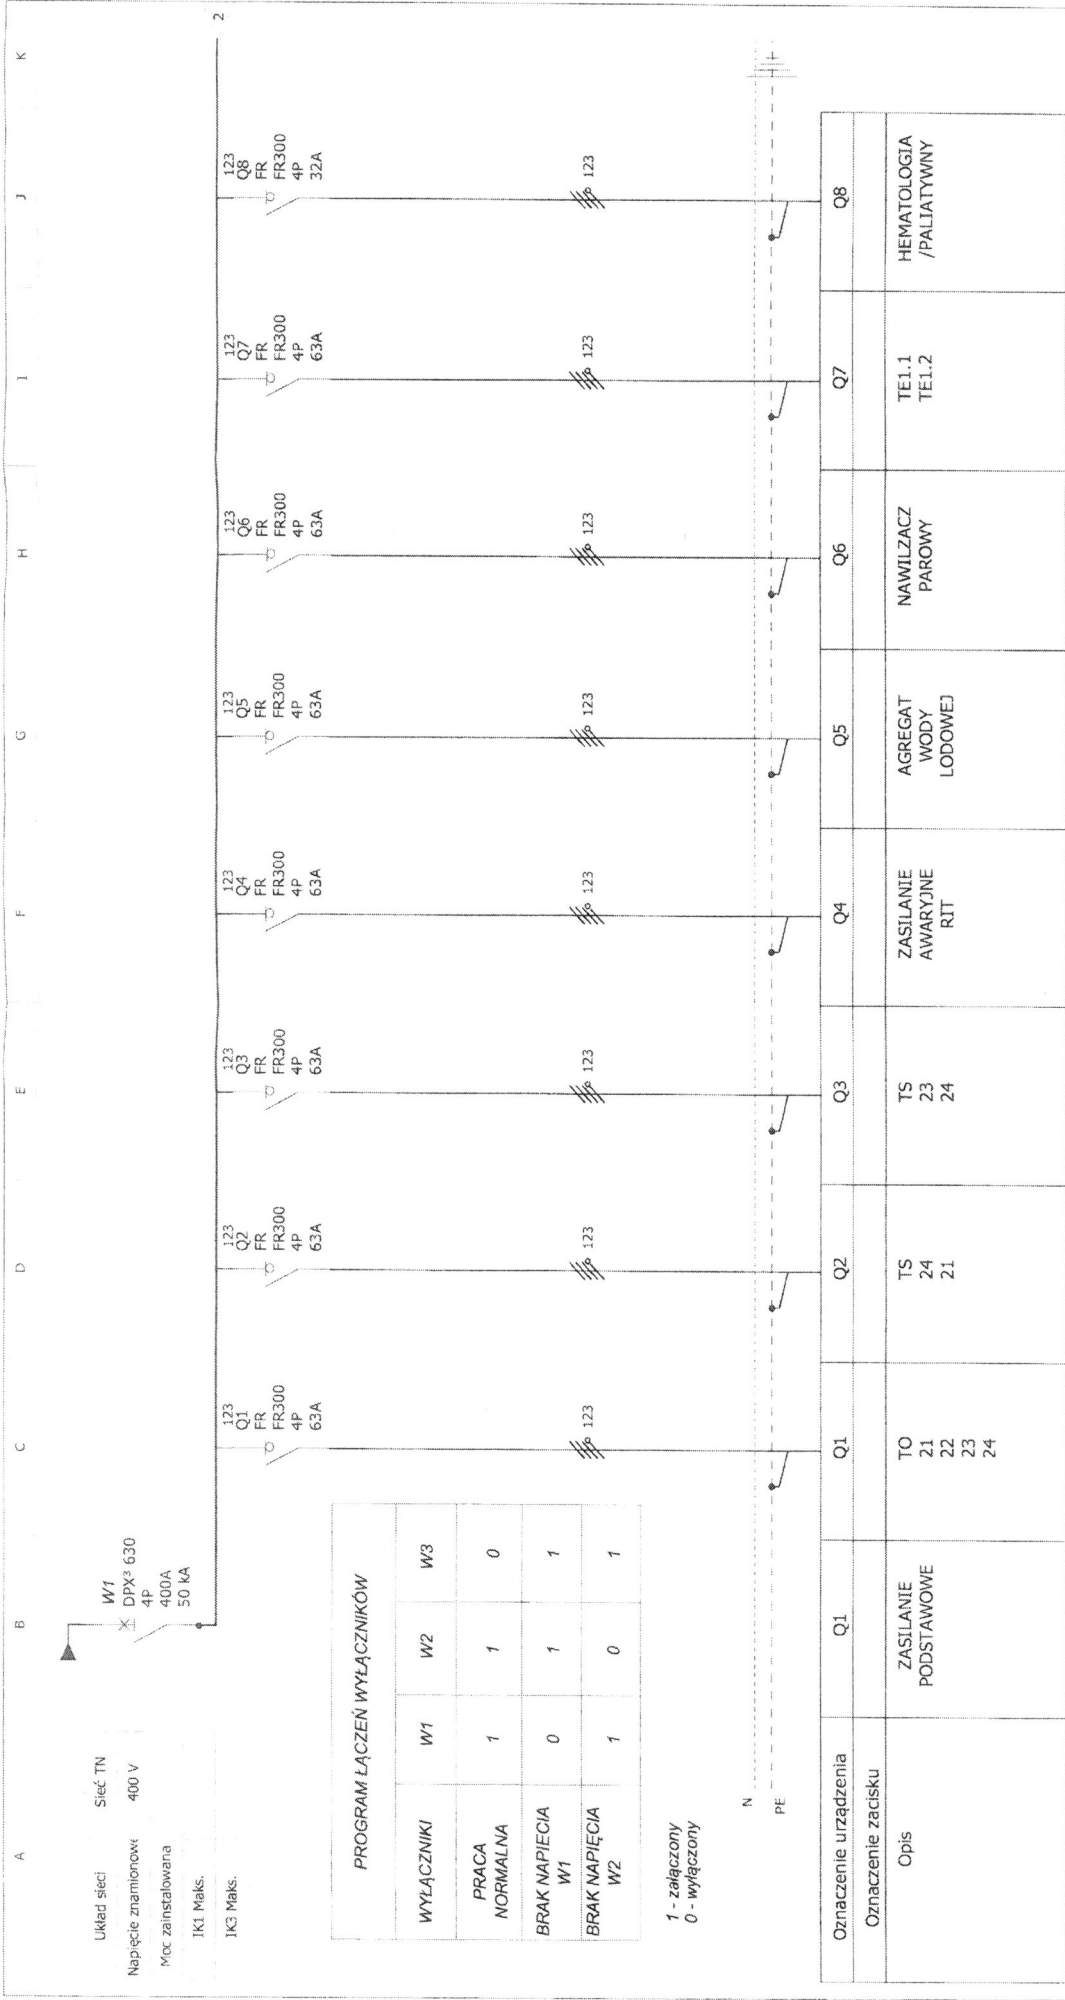 A B C D E F G H I J K
Układ sieci Sieć TN
Napięcie znamionowe 400 V
Moc zainstalowana
IK1 Maks.
IK3 Maks.
W1
DPX³ 630
4P
400A
50 kA
2
123
Q1
FR
FR300
4P
63A
123
Q2
FR
FR300
4P
63A
123
Q3
FR
FR300
4P
63A
123
Q4
FR
FR300
4P
63A
123
Q5
FR
FR300
4P
63A
123
Q6
FR
FR300
4P
63A
123
Q7
FR
FR300
4P
63A
123
Q8
FR
FR300
4P
32A
PROGRAM ŁĄCZEŃ WYŁĄCZNIKÓW
WYŁĄCZNIKI W1 W2 W3
PRACA
NORMALNA 1 1 0
BRAK NAPIECIA
W1 0 1 1
BRAK NAPIĘCIA
W2 1 0 1
1 - załączony
0 - wyłączony
123 123 123 123 123 123 123 123
N
PE
Oznaczenie urządzenia Q1 Q1 Q2 Q3 Q4 Q5 Q6 Q7 Q8
Oznaczenie zacisku
Opis
ZASILANIE
PODSTAWOWE
TO
21
22
23
24
TS
24
21
TS
23
24
ZASILANIE
AWARYJNE
RIT
AGREGAT
WODY
LODOWEJ
NAWILZACZ
PAROWY
TE1.1
TE1.2
HEMATOLOGIA
/PALIATYWNY